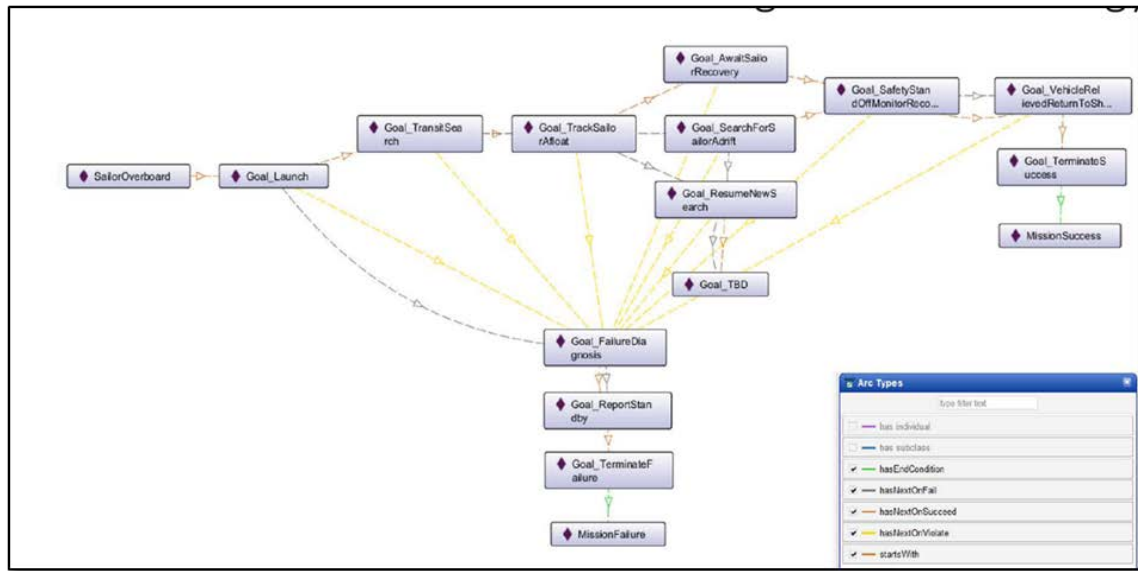 Goal_AwaitSailo
rRecovery
Goal_SafetyStan
dOffMonitorReco...
Goal_VehicleRel
ievedReturnToSh...
Goal_TransitSea
rch
Goal_TrackSailo
rAfloat
Goal_SearchForS
ailorAdrift
SailorOverboard
Goal_Launch
Goal_TerminateS
uccess
Goal_ResumeNewS
earch
MissionSuccess
Goal_TBD
Goal_FailureDia
gnosis
Goal_ReportStan
dby
Goal_TerminateF
ailure
MissionFailure
Arc Types
type filter text
has individual
has subclass
hasEndCondition
hasNextOnFail
hasNextOnSucceed
hasNextOnViolate
startsWith